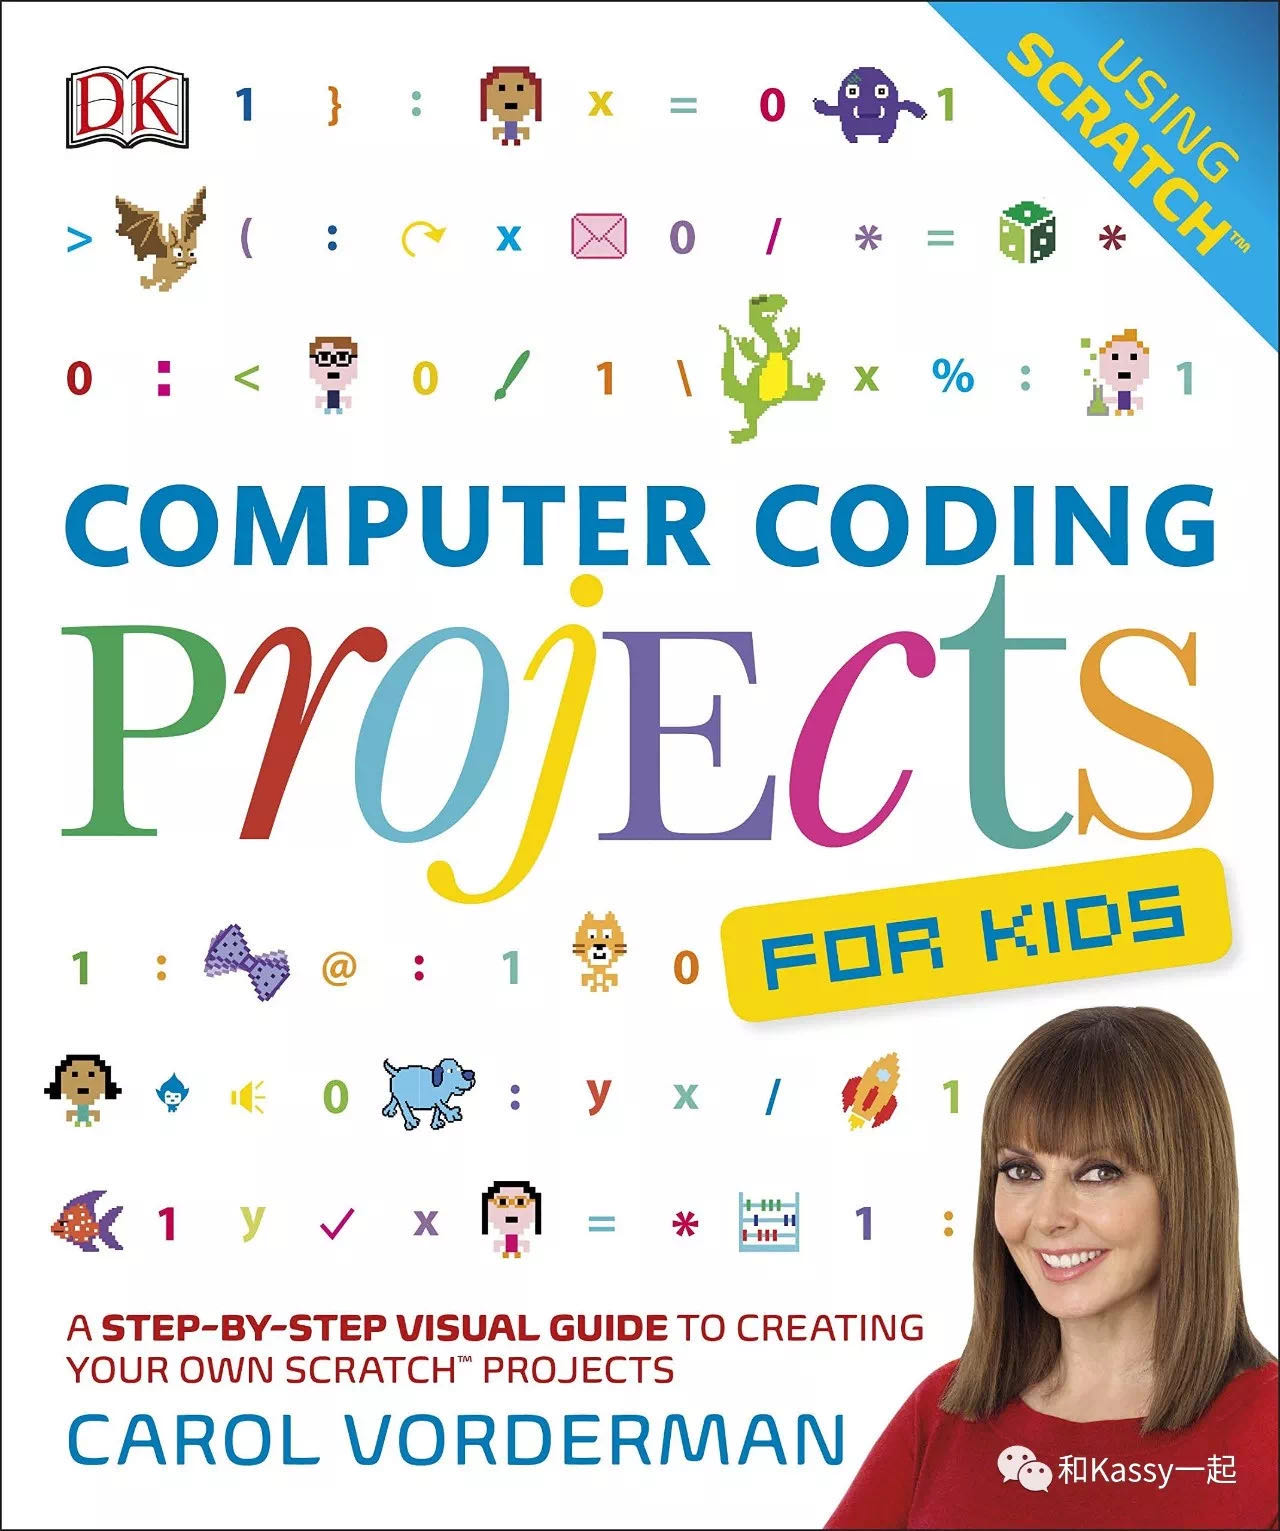 DK 1 } : x = 0 1
USING
SCRATCH™
> ( : x 0 / * = *
0 : < 0 1 \ x % : 1
COMPUTER CODING
ProjEcts
FOR KIDS
1 : @ : 1 0
0 : y x / 1
1 y ✓ x = * 1 :
A STEP-BY-STEP VISUAL GUIDE TO CREATING
YOUR OWN SCRATCH™ PROJECTS
CAROL VORDERMAN
和Kassy一起